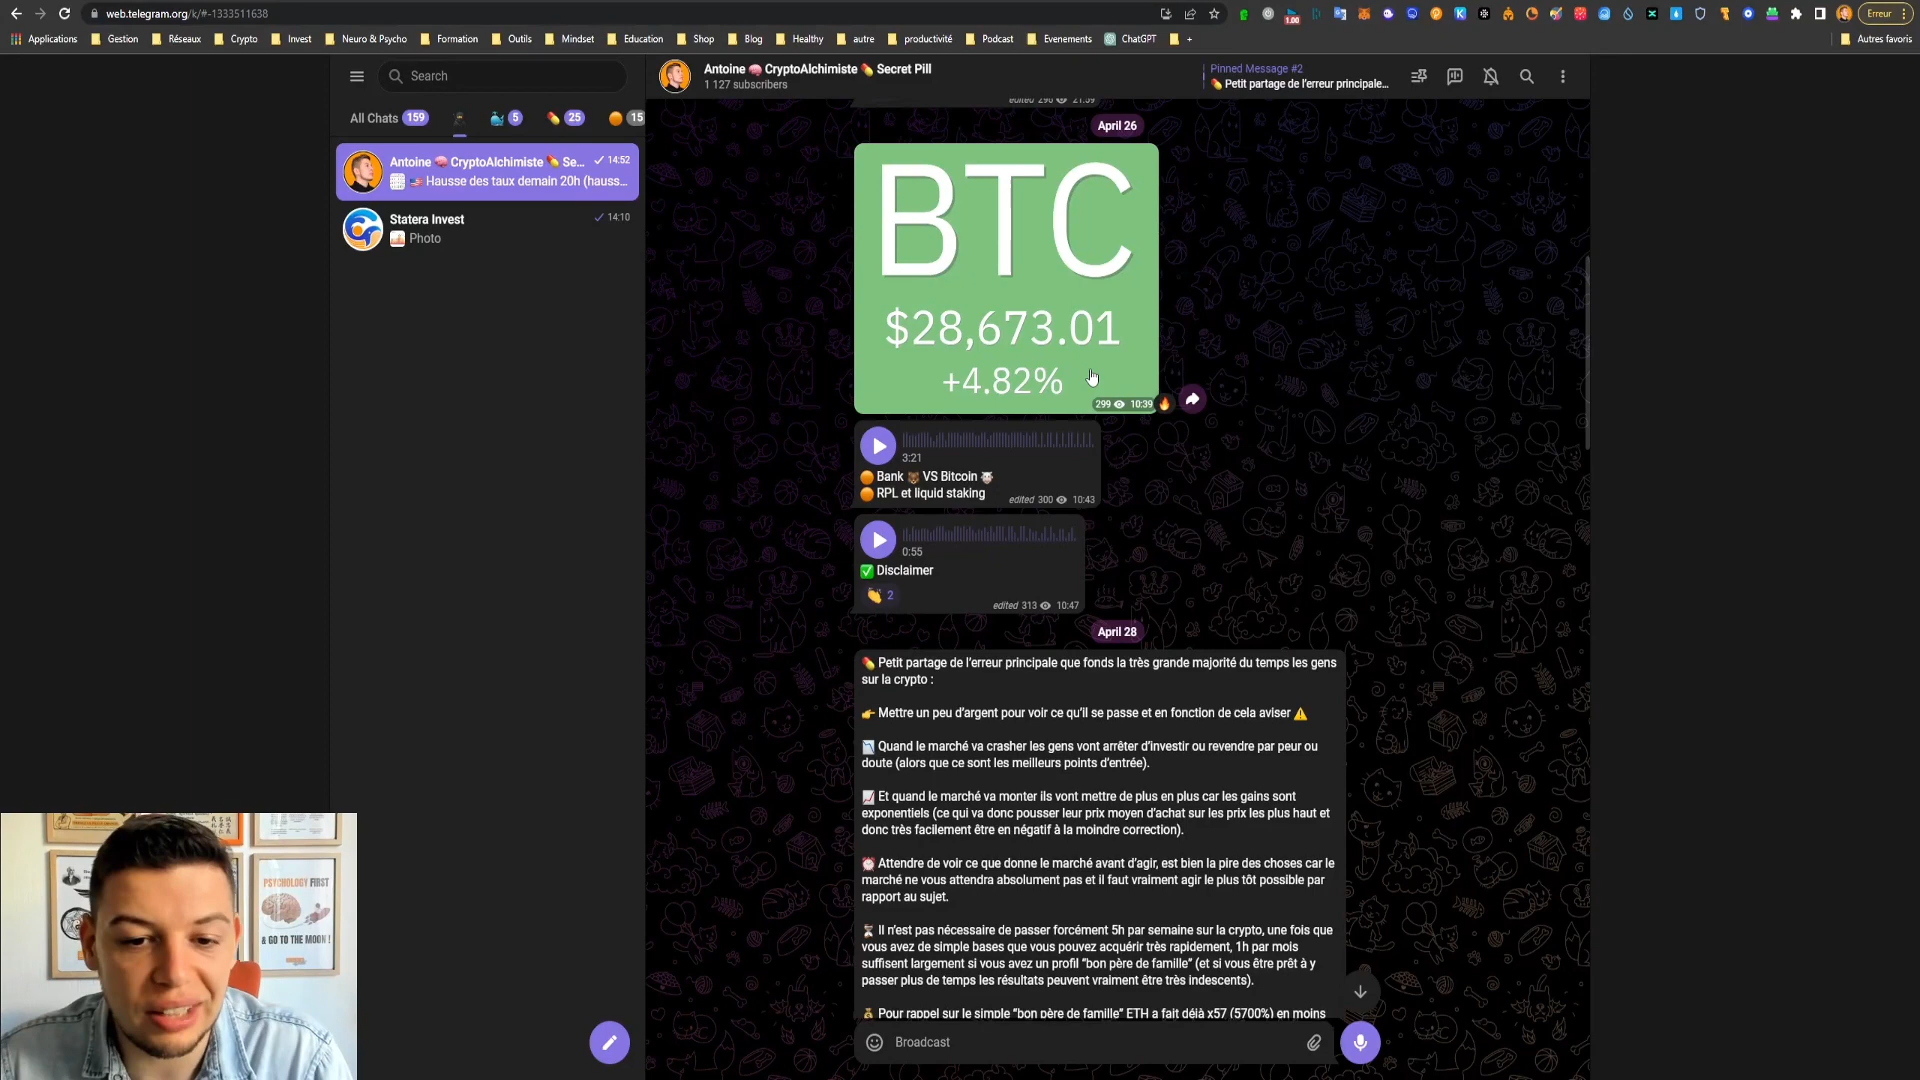 web.telegram.org/k/#-1333511638
1.00
Erreur
Applications
Gestion
Réseaux
Crypto
Invest
Neuro & Psycho
Formation
Outils
Mindset
Education
Shop
Blog
Healthy
autre
productivité
Podcast
Evenements
ChatGPT
+
Autres favoris
Search
All Chats 159
5
25
15
Antoine 🧠 CryptoAlchimiste 💊 Se... 14:52
🇺🇸 Hausse des taux demain 20h (hauss...
Statera Invest 14:10
Photo
Antoine 🧠 CryptoAlchimiste 💊 Secret Pill
1 127 subscribers
Pinned Message #2
💊 Petit partage de l'erreur principale...
edited 290 21:59
April 26
BTC
$28,673.01
+4.82%
299 10:39
3:21
🟠 Bank 🐻 VS Bitcoin 🐮
🟠 RPL et liquid staking
edited 300 10:43
0:55
✅ Disclaimer
👏 2
edited 313 10:47
April 28
💊 Petit partage de l'erreur principale que fonds la très grande majorité du temps les gens
sur la crypto :
👉 Mettre un peu d'argent pour voir ce qu'il se passe et en fonction de cela aviser ⚠️
📉 Quand le marché va crasher les gens vont arrêter d'investir ou revendre par peur ou
doute (alors que ce sont les meilleurs points d'entrée).
📈 Et quand le marché va monter ils vont mettre de plus en plus car les gains sont
exponentiels (ce qui va donc pousser leur prix moyen d'achat sur les prix les plus haut et
donc très facilement être en négatif à la moindre correction).
⏰ Attendre de voir ce que donne le marché avant d'agir, est bien la pire des choses car le
marché ne vous attendra absolument pas et il faut vraiment agir le plus tôt possible par
rapport au sujet.
⏳ Il n'est pas nécessaire de passer forcément 5h par semaine sur la crypto, une fois que
vous avez de simple bases que vous pouvez acquérir très rapidement, 1h par mois
suffisent largement si vous avez un profil "bon père de famille" (et si vous être prêt à y
passer plus de temps les résultats peuvent vraiment être très indescents).
💰 Pour rappel sur le simple "bon père de famille" ETH a fait déjà x57 (5700%) en moins
Broadcast
PSYCHOLOGY FIRST
& GO TO THE MOON !